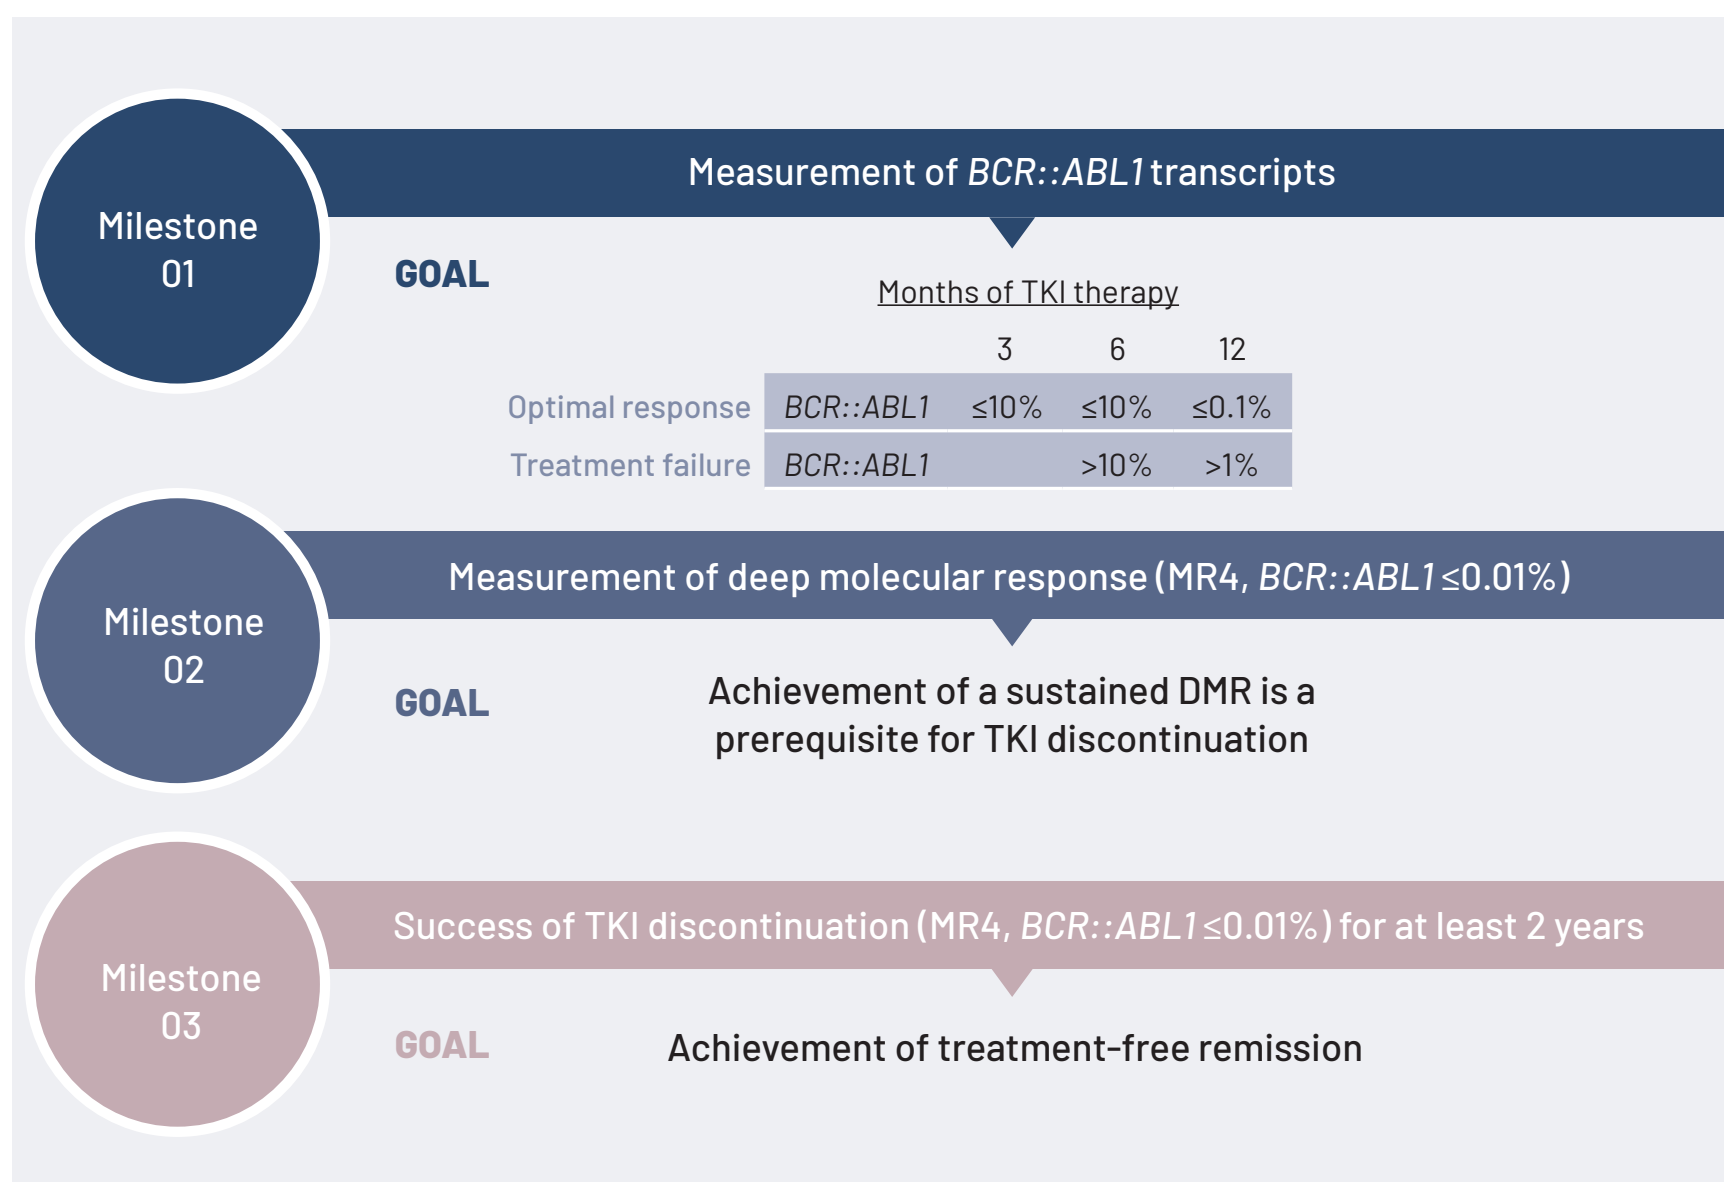 Milestone
01
Measurement of BCR::ABL1 transcripts
GOAL
Months of TKI therapy
3 6 12
Optimal response BCR::ABL1 ≤10% ≤10% ≤0.1%
Treatment failure BCR::ABL1 >10% >1%
Milestone
02
Measurement of deep molecular response (MR4, BCR::ABL1 ≤0.01%)
GOAL
Achievement of a sustained DMR is a
prerequisite for TKI discontinuation
Milestone
03
Success of TKI discontinuation (MR4, BCR::ABL1 ≤0.01%) for at least 2 years
GOAL
Achievement of treatment-free remission